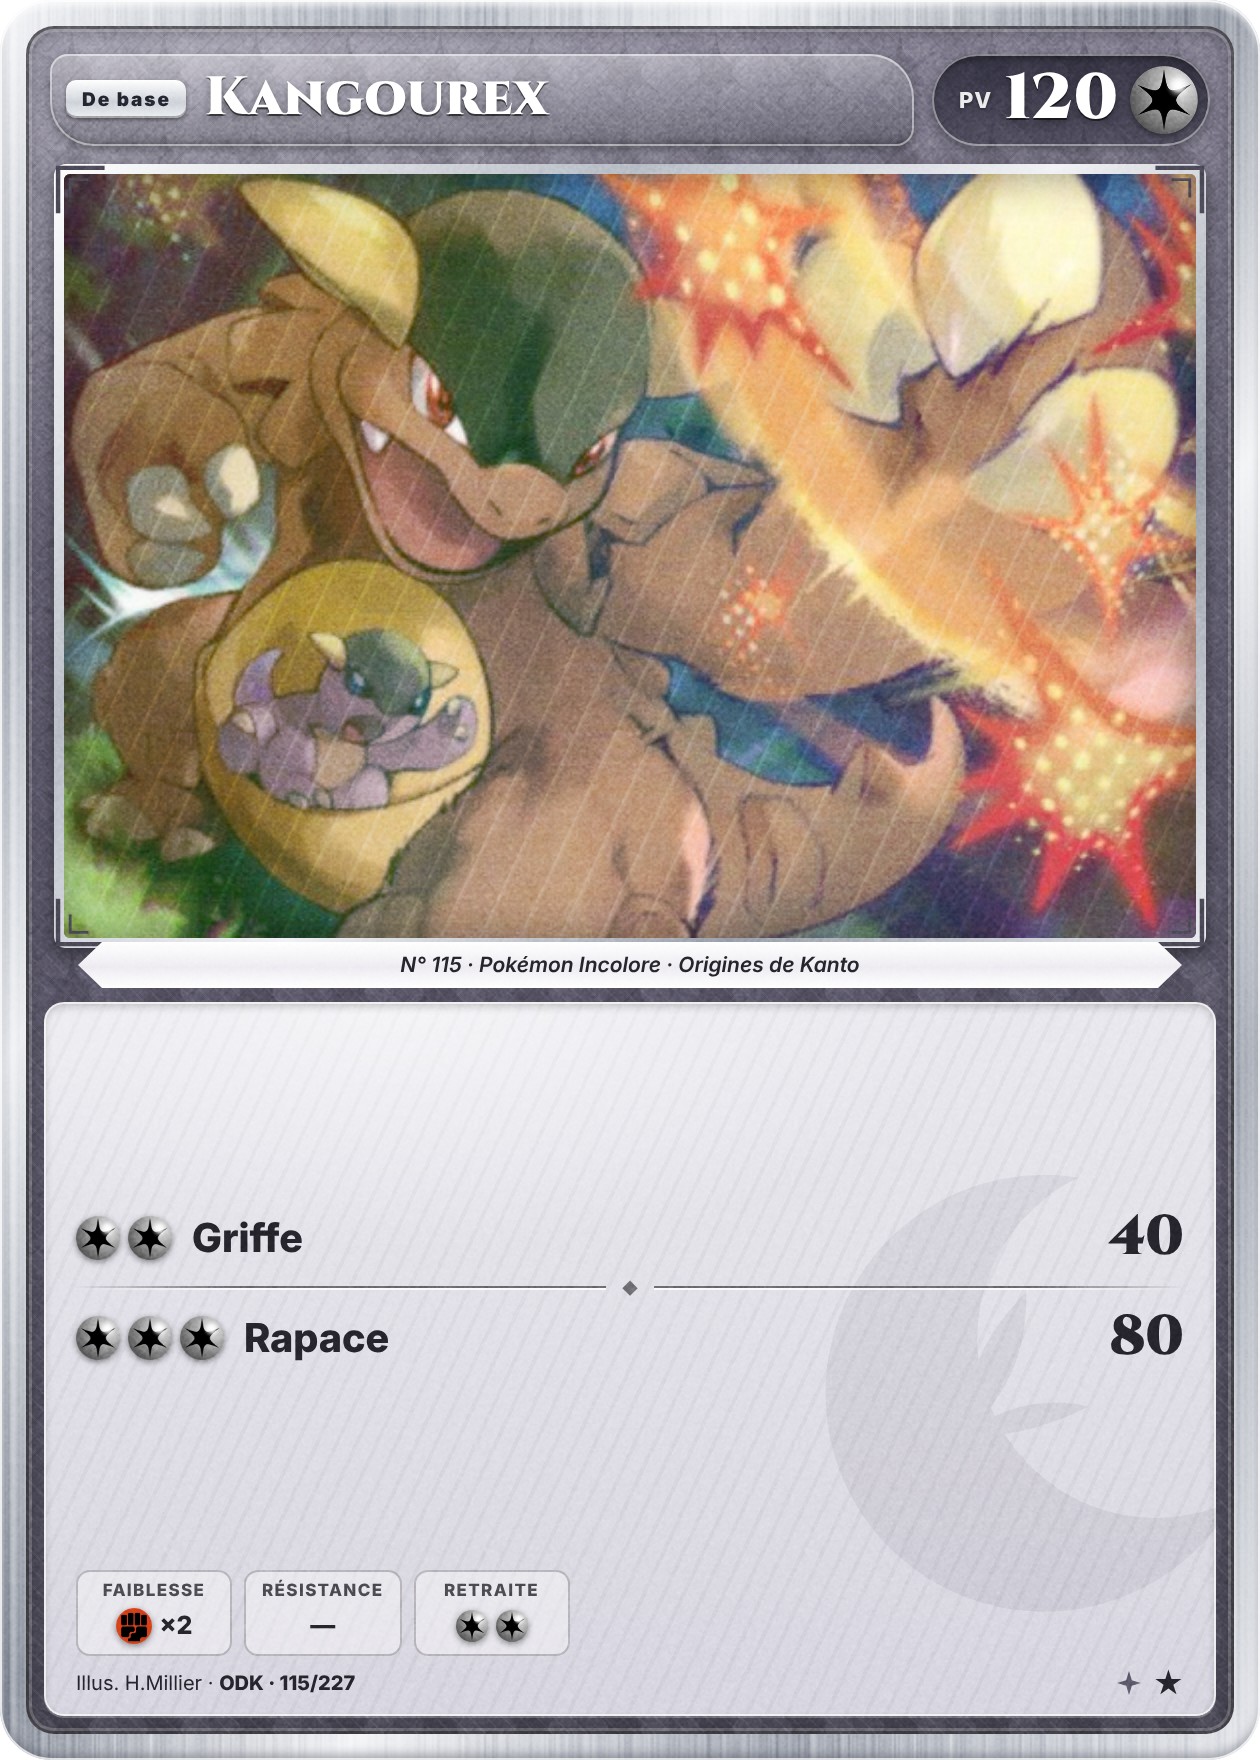 De base KANGOUREX PV 120
N° 115 · Pokémon Incolore · Origines de Kanto
Griffe 40
Rapace 80
FAIBLESSE RÉSISTANCE RETRAITE
×2 —
Illus. H.Millier · ODK · 115/227